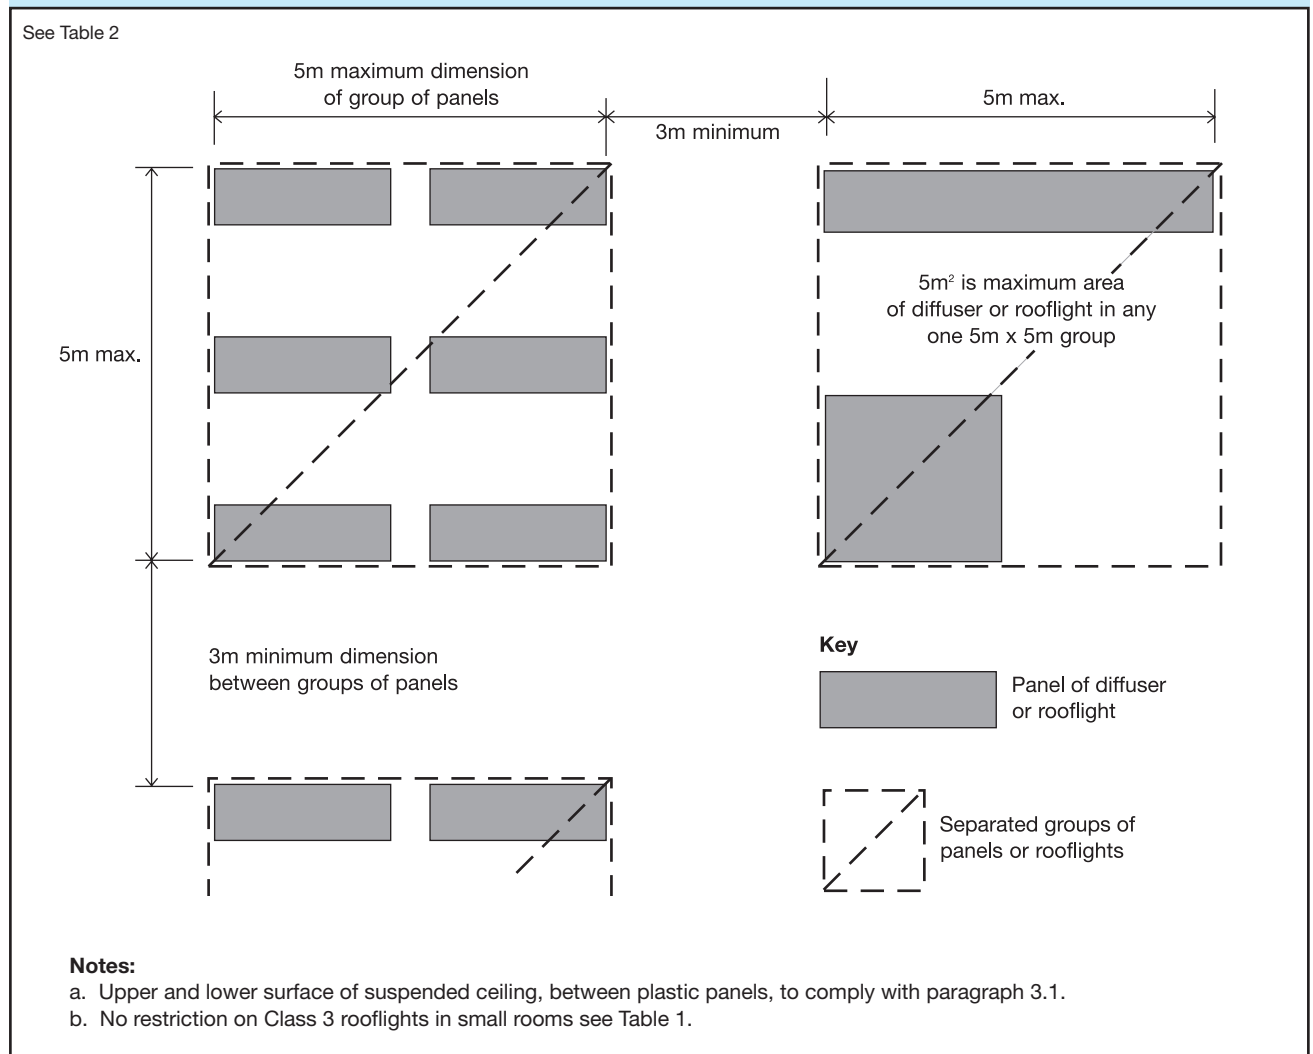 See Table 2
5m maximum dimension
of group of panels
3m minimum
5m max.
5m max.
5m² is maximum area
of diffuser or rooflight in any
one 5m x 5m group
3m minimum dimension
between groups of panels
Key
Panel of diffuser
or rooflight
Separated groups of
panels or rooflights
Notes:
a. Upper and lower surface of suspended ceiling, between plastic panels, to comply with paragraph 3.1.
b. No restriction on Class 3 rooflights in small rooms see Table 1.